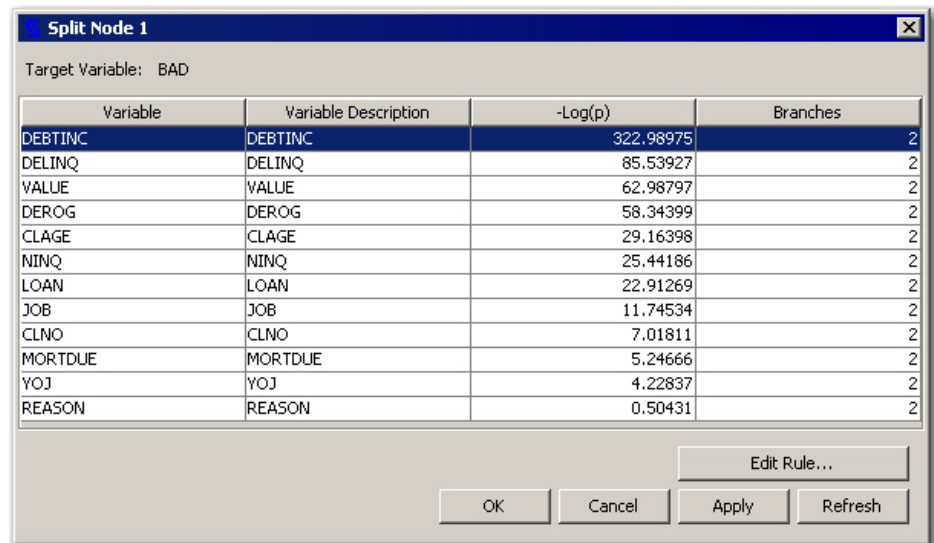 Split Node 1
Target Variable: BAD
Variable Variable Description -Log(p) Branches
DEBTINC DEBTINC 322.98975 2
DELINQ DELINQ 85.53927 2
VALUE VALUE 62.98797 2
DEROG DEROG 58.34399 2
CLAGE CLAGE 29.16398 2
NINQ NINQ 25.44186 2
LOAN LOAN 22.91269 2
JOB JOB 11.74534 2
CLNO CLNO 7.01811 2
MORTDUE MORTDUE 5.24666 2
YOJ YOJ 4.22837 2
REASON REASON 0.50431 2
Edit Rule...
OK Cancel Apply Refresh